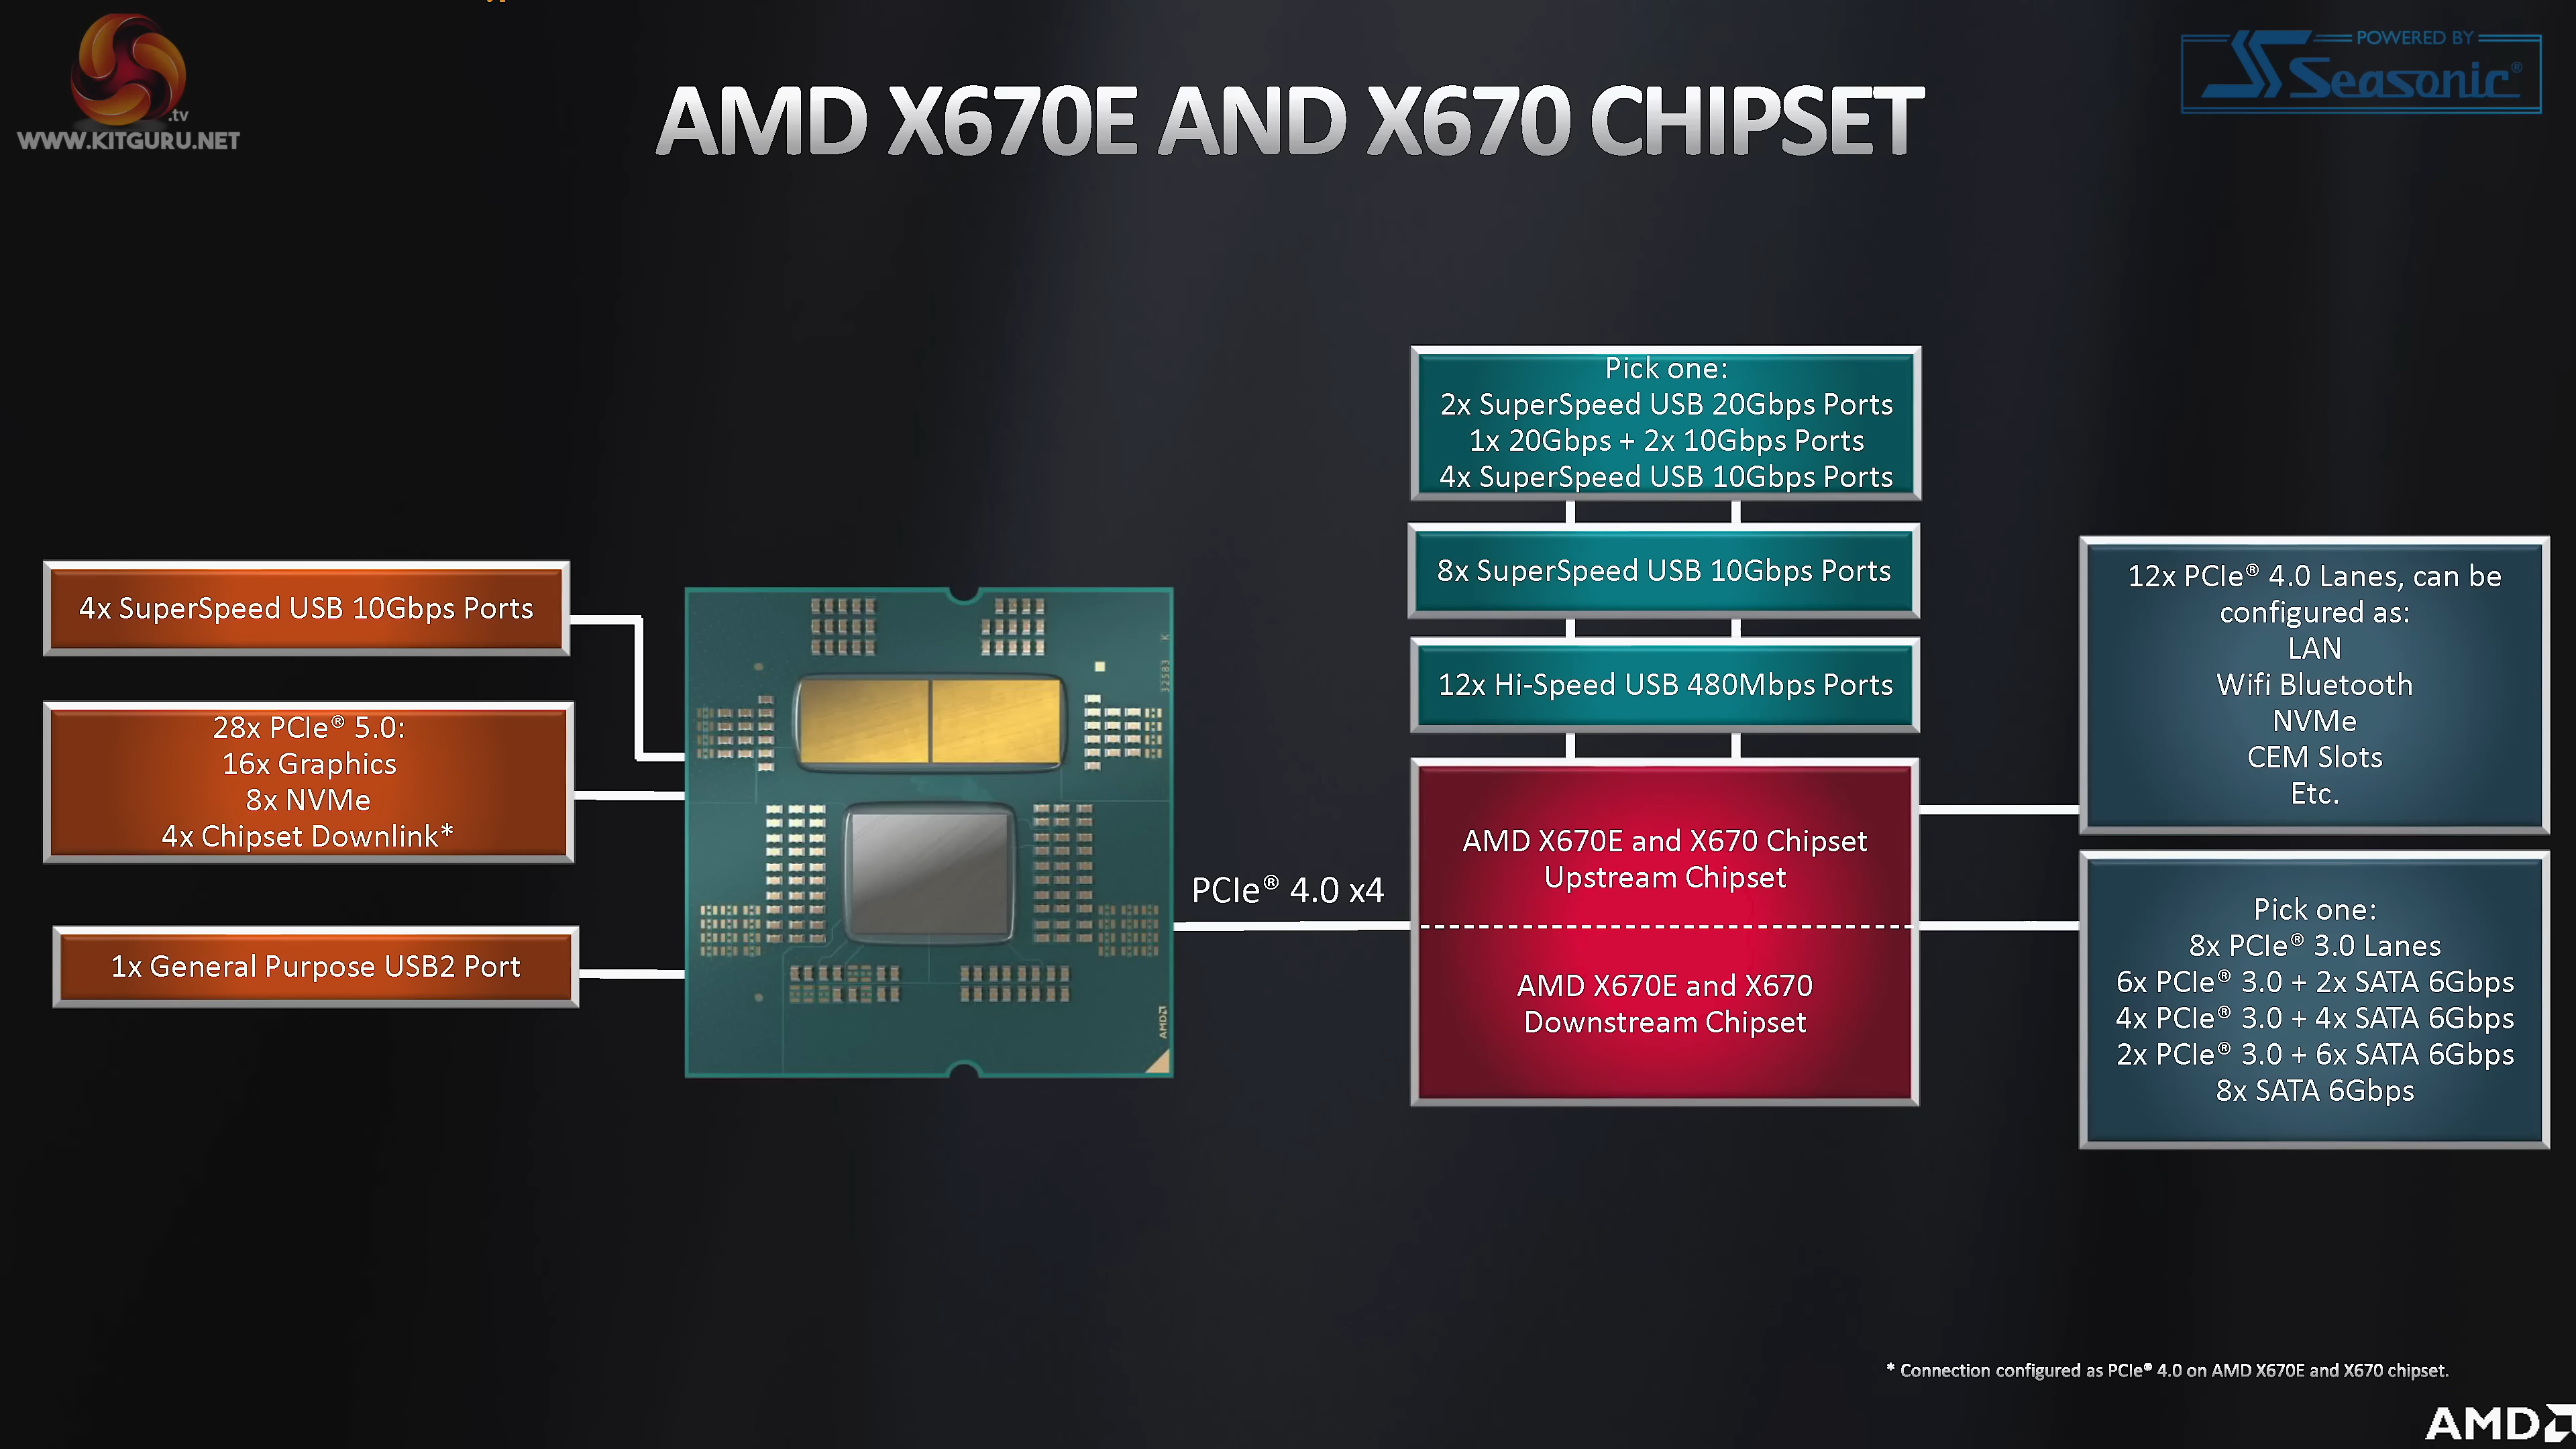 .tv
WWW.KITGURU.NET
POWERED BY
Seasonic®
AMD X670E AND X670 CHIPSET
4x SuperSpeed USB 10Gbps Ports
28x PCIe® 5.0:
16x Graphics
8x NVMe
4x Chipset Downlink*
1x General Purpose USB2 Port
32583 K
AMD
PCIe® 4.0 x4
Pick one:
2x SuperSpeed USB 20Gbps Ports
1x 20Gbps + 2x 10Gbps Ports
4x SuperSpeed USB 10Gbps Ports
8x SuperSpeed USB 10Gbps Ports
12x Hi-Speed USB 480Mbps Ports
AMD X670E and X670 Chipset
Upstream Chipset
AMD X670E and X670
Downstream Chipset
12x PCIe® 4.0 Lanes, can be
configured as:
LAN
Wifi Bluetooth
NVMe
CEM Slots
Etc.
Pick one:
8x PCIe® 3.0 Lanes
6x PCIe® 3.0 + 2x SATA 6Gbps
4x PCIe® 3.0 + 4x SATA 6Gbps
2x PCIe® 3.0 + 6x SATA 6Gbps
8x SATA 6Gbps
* Connection configured as PCIe® 4.0 on AMD X670E and X670 chipset.
AMD